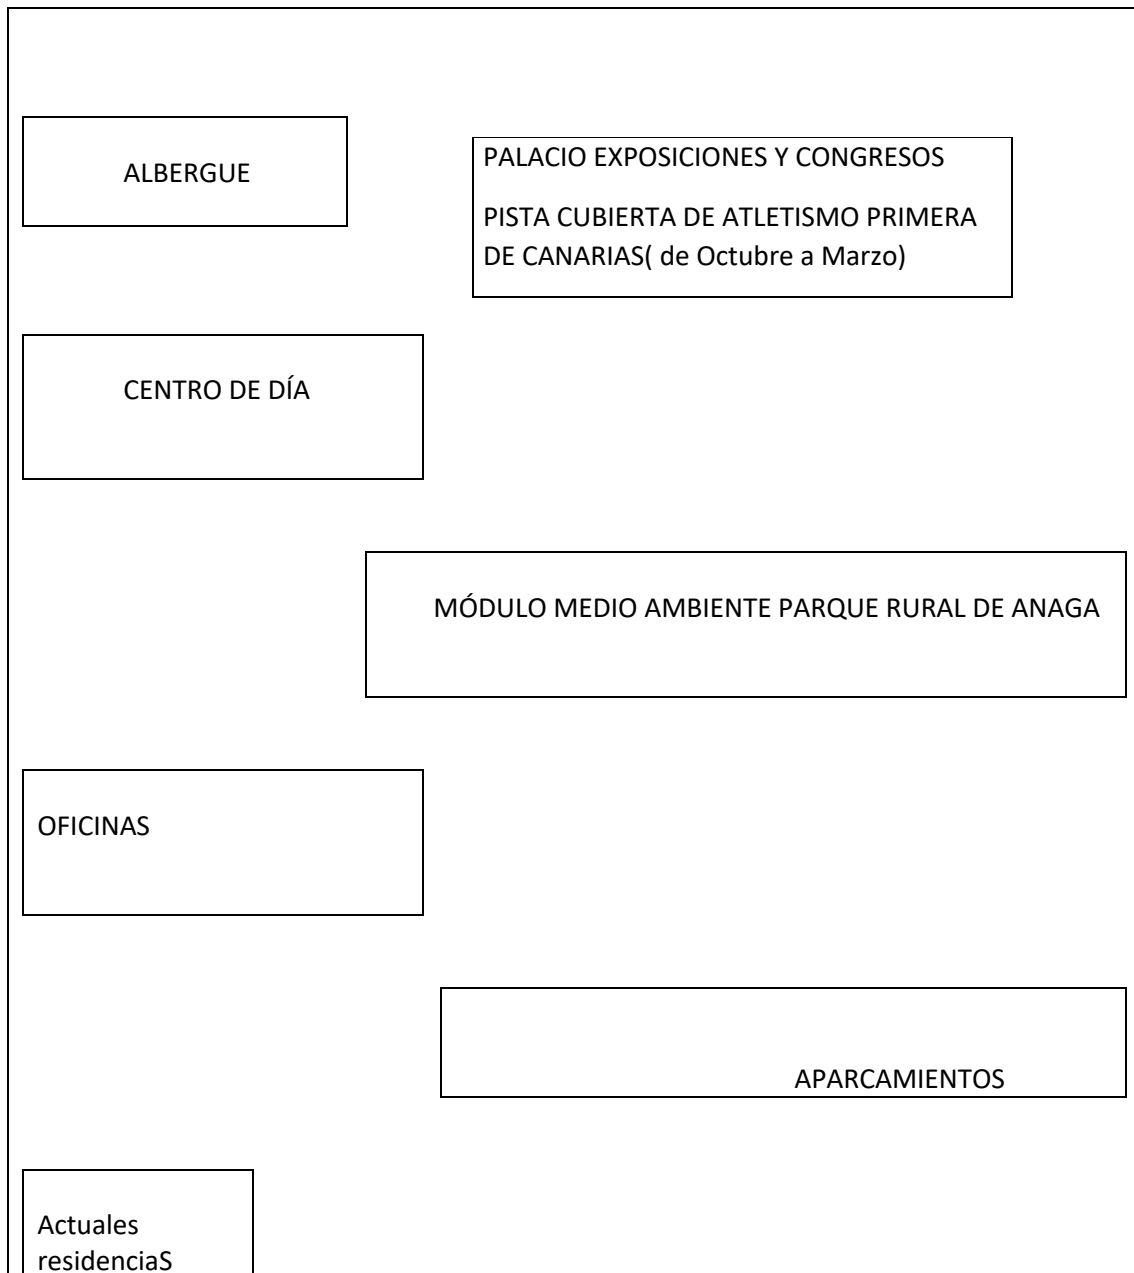 ALBERGUE
PALACIO EXPOSICIONES Y CONGRESOS
PISTA CUBIERTA DE ATLETISMO PRIMERA
DE CANARIAS( de Octubre a Marzo)
CENTRO DE DÍA
MÓDULO MEDIO AMBIENTE PARQUE RURAL DE ANAGA
OFICINAS
APARCAMIENTOS
Actuales
residenciaS